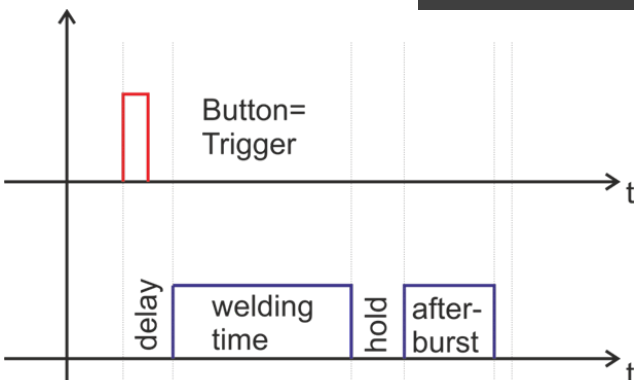 Button=
Trigger
t
delay
welding
time
hold
after-
burst
t